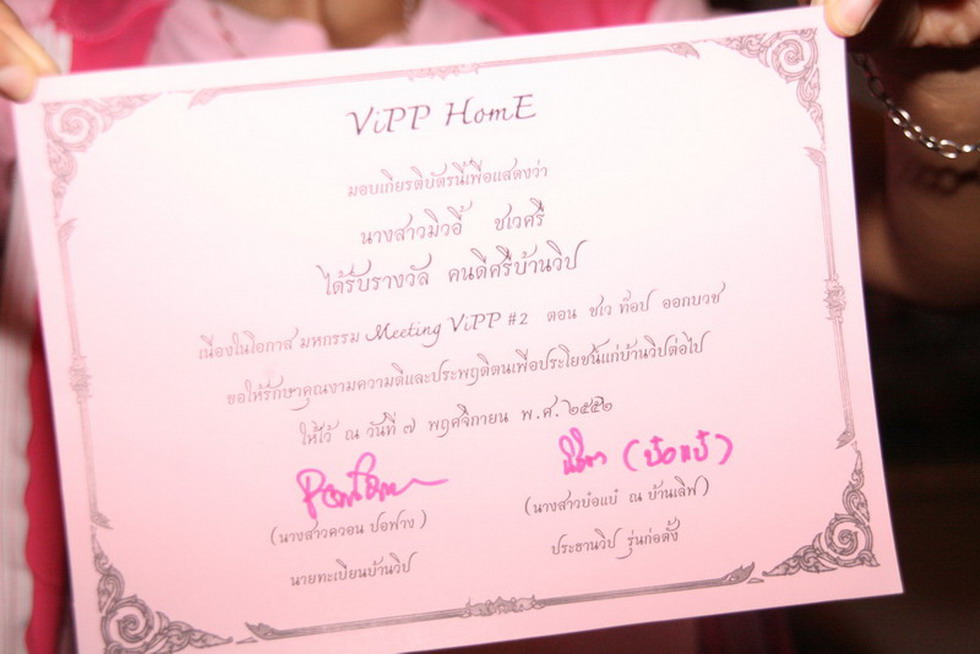 ViPP HomE
มอบเกียรติบัตรนี้เพื่อแสดงว่า
นางสาวมิวอี้ ชเวศรี
ได้รับรางวัล คนดีศรีบ้านวิป
เนื่องในโอกาส มหกรรม Meeting ViPP #2 ตอน ชเว ท็อป ออกบวช
ขอให้รักษาคุณงามความดีและประพฤติตนเพื่อประโยชน์แก่บ้านวิปต่อไป
ให้ไว้ ณ วันที่ ๗ พฤศจิกายน พ.ศ. ๒๕๕๒
(ป๋อแป๋)
(นางสาวควอน ปอฟาง)
(นางสาวป๋อแป๋ ณ บ้านเลิฟ)
นายทะเบียนบ้านวิป
ประธานวิป รุ่นก่อตั้ง